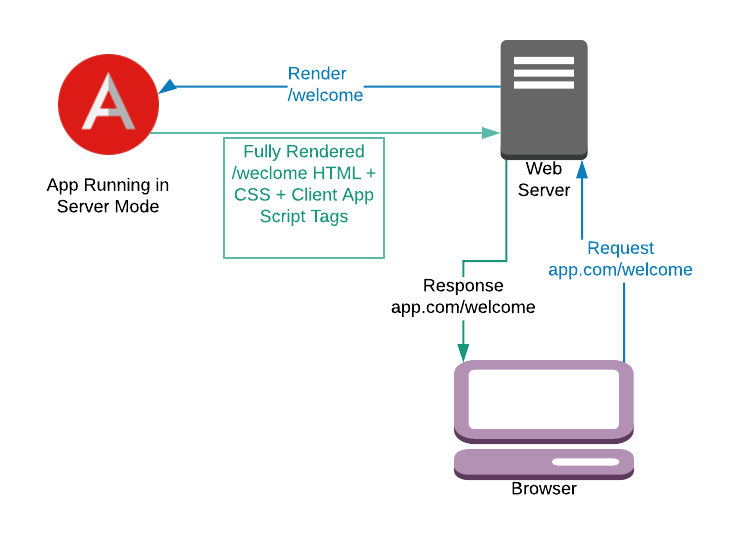 Render
/welcome
Fully Rendered
/weclome HTML +
CSS + Client App
Script Tags
App Running in
Server Mode
Web
Server
Request
app.com/welcome
Response
app.com/welcome
Browser